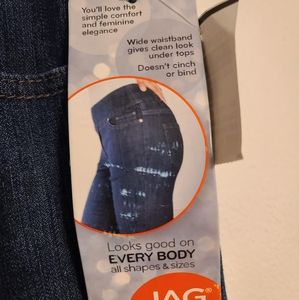 You'll love the
simple comfort
and feminine
elegance
Wide waistband
gives clean look
under tops
Doesn't cinch
or bind
Looks good on
EVERY BODY
all shapes & sizes
JAG®